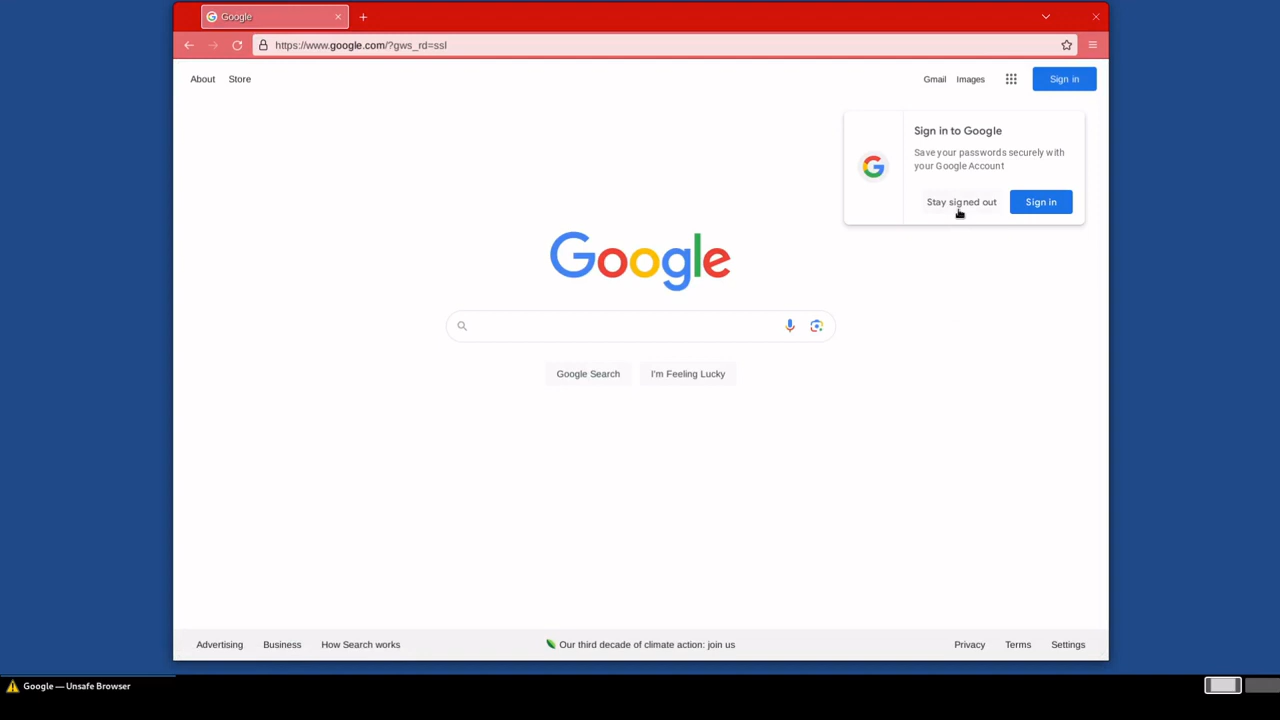 Google
https://www.google.com/?gws_rd=ssl
About Store
Gmail Images Sign in
Sign in to Google
Save your passwords securely with
your Google Account
Stay signed out Sign in
Google
Google Search I'm Feeling Lucky
Advertising Business How Search works Our third decade of climate action: join us Privacy Terms Settings
Google — Unsafe Browser